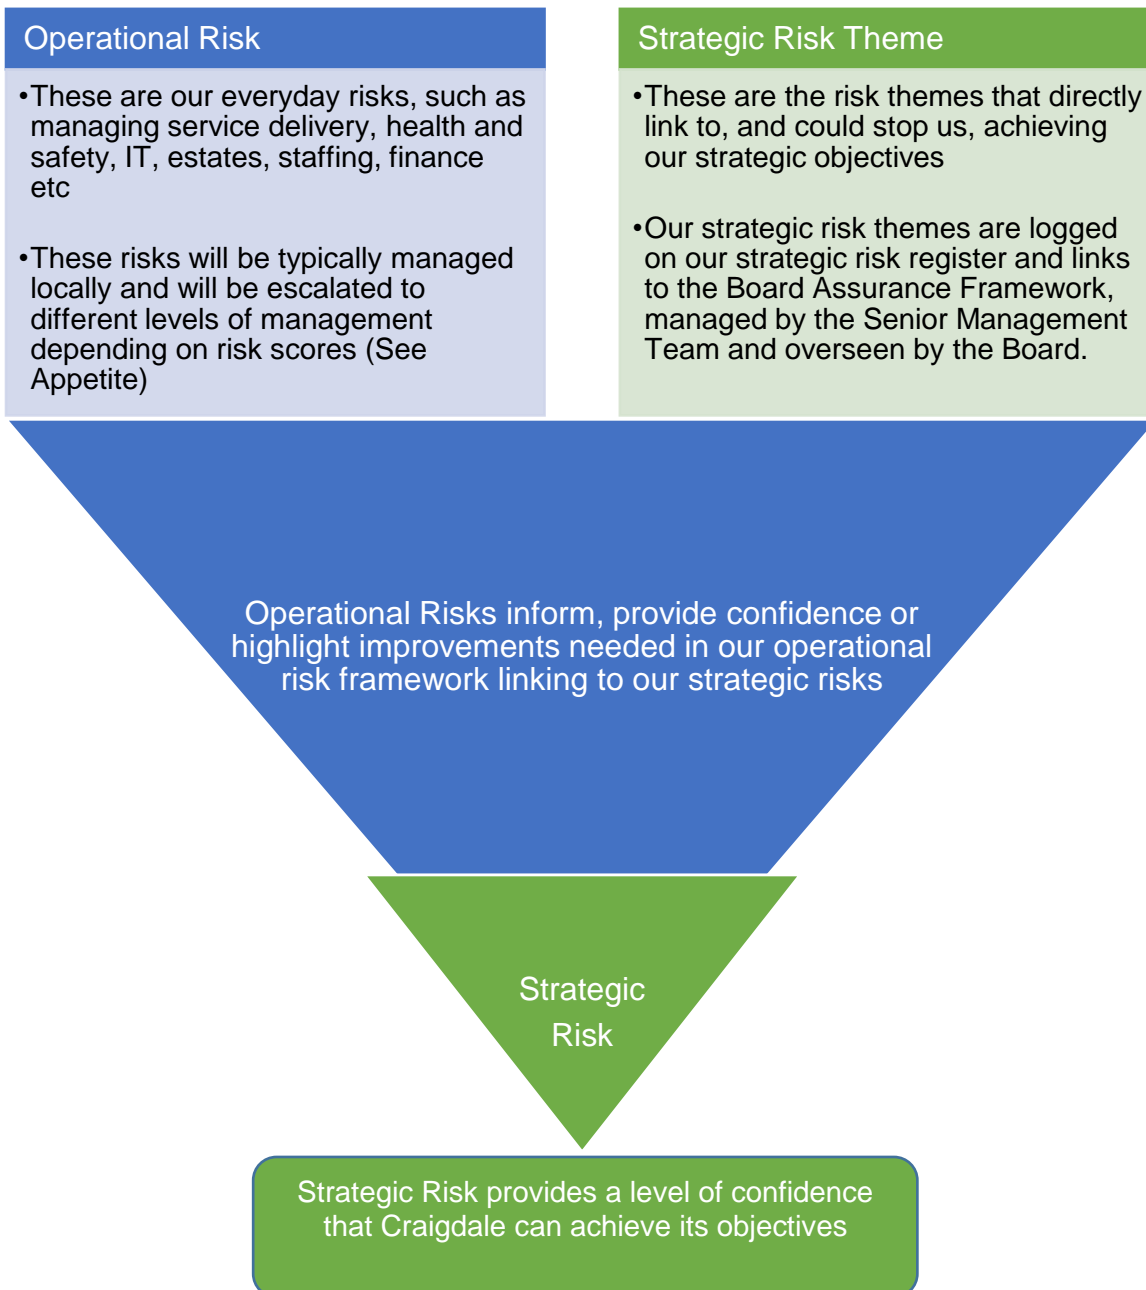 Operational Risk
•These are our everyday risks, such as
managing service delivery, health and
safety, IT, estates, staffing, finance
etc
•These risks will be typically managed
locally and will be escalated to
different levels of management
depending on risk scores (See
Appetite)
Strategic Risk Theme
•These are the risk themes that directly
link to, and could stop us, achieving
our strategic objectives
•Our strategic risk themes are logged
on our strategic risk register and links
to the Board Assurance Framework,
managed by the Senior Management
Team and overseen by the Board.
Operational Risks inform, provide confidence or
highlight improvements needed in our operational
risk framework linking to our strategic risks
Strategic
Risk
Strategic Risk provides a level of confidence
that Craigdale can achieve its objectives